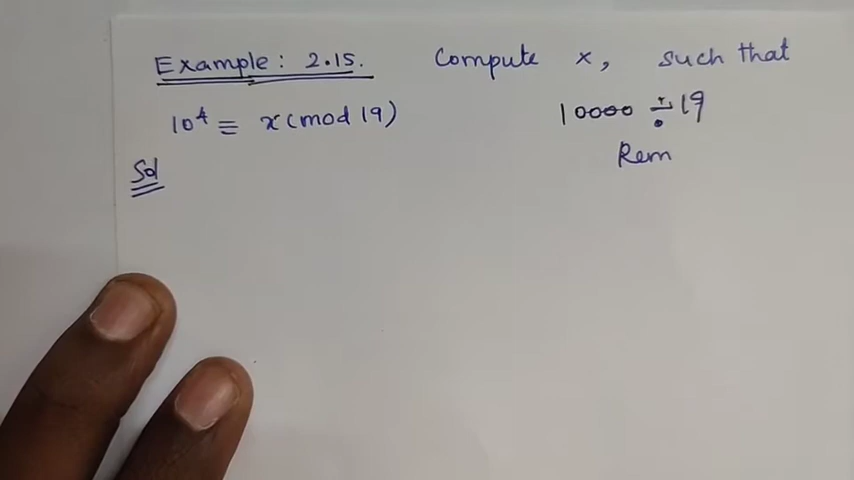 Example: 2.15. Compute x, such that
10⁴ ≡ x (mod 19) 10000 ÷ 19
Rem
Sol